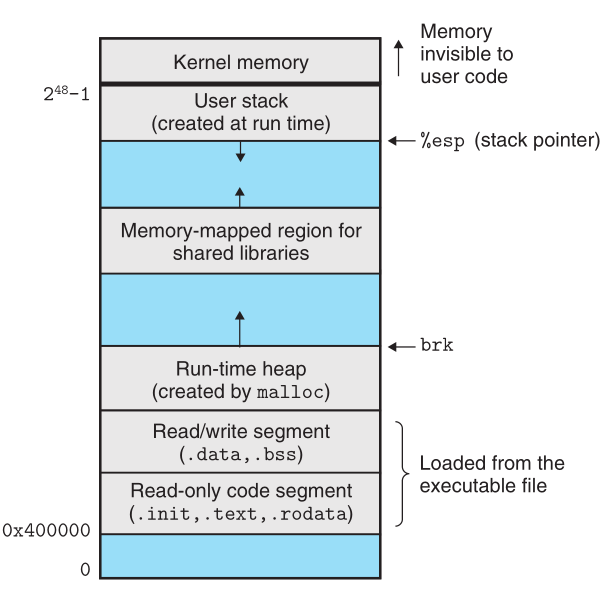 Kernel memory
Memory
invisible to
user code
2⁴⁸−1
User stack
(created at run time)
%esp (stack pointer)
Memory-mapped region for
shared libraries
brk
Run-time heap
(created by malloc)
Read/write segment
(.data,.bss)
Read-only code segment
(.init,.text,.rodata)
Loaded from the
executable file
0x400000
0